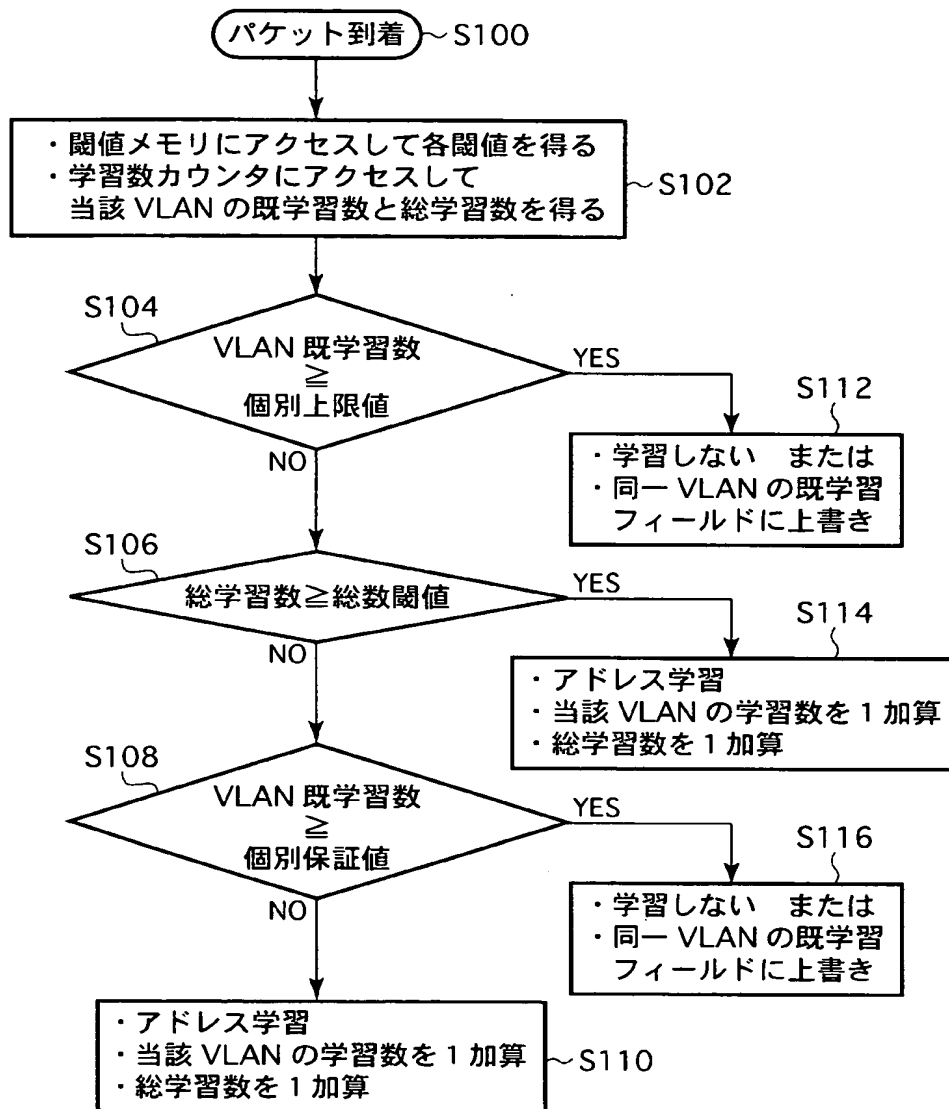 パケット到着
S100
・閾値メモリにアクセスして各閾値を得る
・学習数カウンタにアクセスして
当該 VLAN の既学習数と総学習数を得る
S102
S104
VLAN 既学習数
≧
個別上限値
YES
NO
S112
・学習しない または
・同一 VLAN の既学習
フィールドに上書き
S106
総学習数≧総数閾値
YES
NO
S114
・アドレス学習
・当該 VLAN の学習数を 1 加算
・総学習数を 1 加算
S108
VLAN 既学習数
≧
個別保証値
YES
NO
S116
・学習しない または
・同一 VLAN の既学習
フィールドに上書き
・アドレス学習
・当該 VLAN の学習数を 1 加算
・総学習数を 1 加算
S110